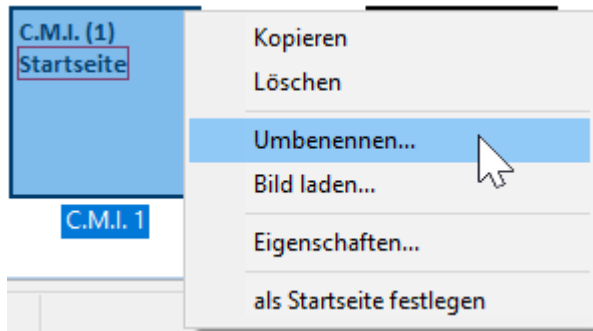 C.M.I. (1)
Startseite
C.M.I. 1
Kopieren
Löschen
Umbenennen...
Bild laden...
Eigenschaften...
als Startseite festlegen